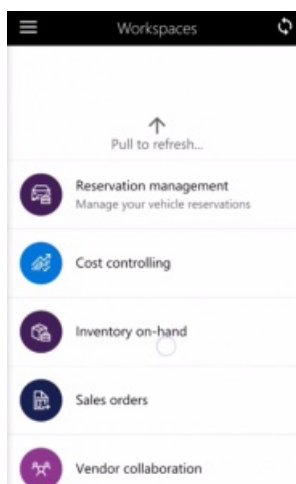 Workspaces
Pull to refresh...
Reservation management
Manage your vehicle reservations
Cost controlling
Inventory on-hand
Sales orders
Vendor collaboration